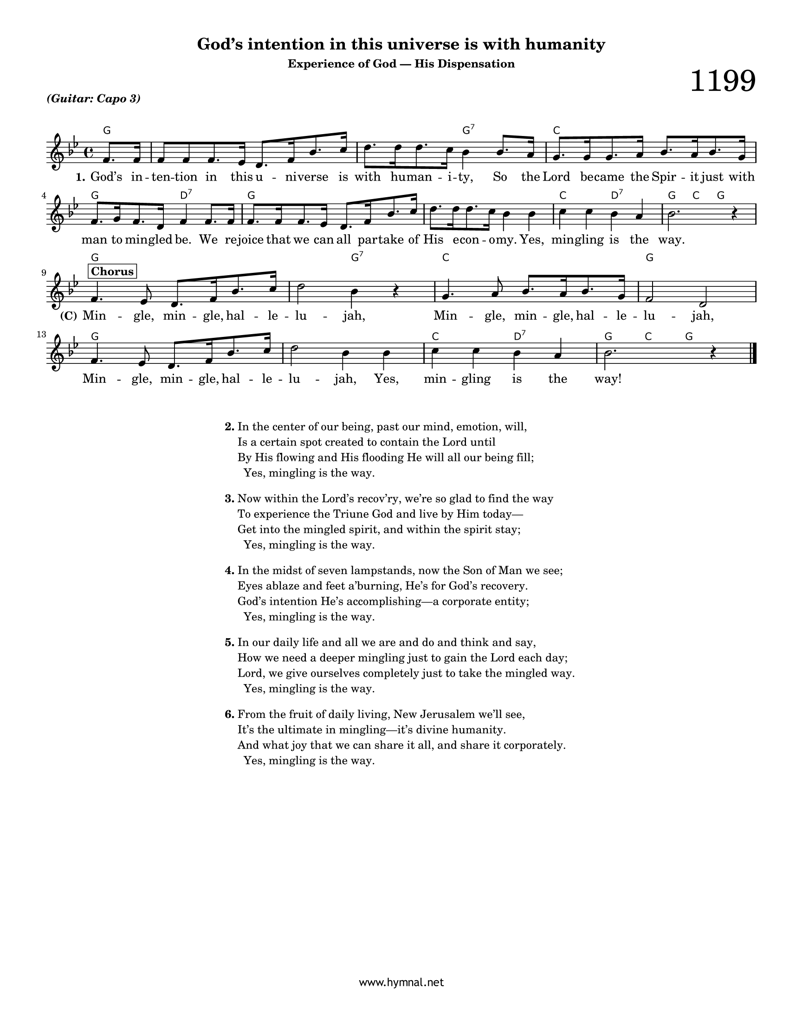 God's intention in this universe is with humanity
Experience of God — His Dispensation
1199
(Guitar: Capo 3)
G G7 C
1. God's in - ten - tion in this u - niverse is with human - i - ty, So the Lord became the Spir - it just with
4 G D7 G C D7 G C G
man to mingled be. We rejoice that we can all partake of His econ - omy. Yes, mingling is the way.
G G7 C G
9 Chorus
(C) Min - gle, min - gle, hal - le - lu - jah, Min - gle, min - gle, hal - le - lu - jah,
13 G C D7 G C G
Min - gle, min - gle, hal - le - lu - jah, Yes, min - gling is the way!
2. In the center of our being, past our mind, emotion, will,
Is a certain spot created to contain the Lord until
By His flowing and His flooding He will all our being fill;
Yes, mingling is the way.
3. Now within the Lord's recov'ry, we're so glad to find the way
To experience the Triune God and live by Him today—
Get into the mingled spirit, and within the spirit stay;
Yes, mingling is the way.
4. In the midst of seven lampstands, now the Son of Man we see;
Eyes ablaze and feet a'burning, He's for God's recovery.
God's intention He's accomplishing—a corporate entity;
Yes, mingling is the way.
5. In our daily life and all we are and do and think and say,
How we need a deeper mingling just to gain the Lord each day;
Lord, we give ourselves completely just to take the mingled way.
Yes, mingling is the way.
6. From the fruit of daily living, New Jerusalem we'll see,
It's the ultimate in mingling—it's divine humanity.
And what joy that we can share it all, and share it corporately.
Yes, mingling is the way.
www.hymnal.net